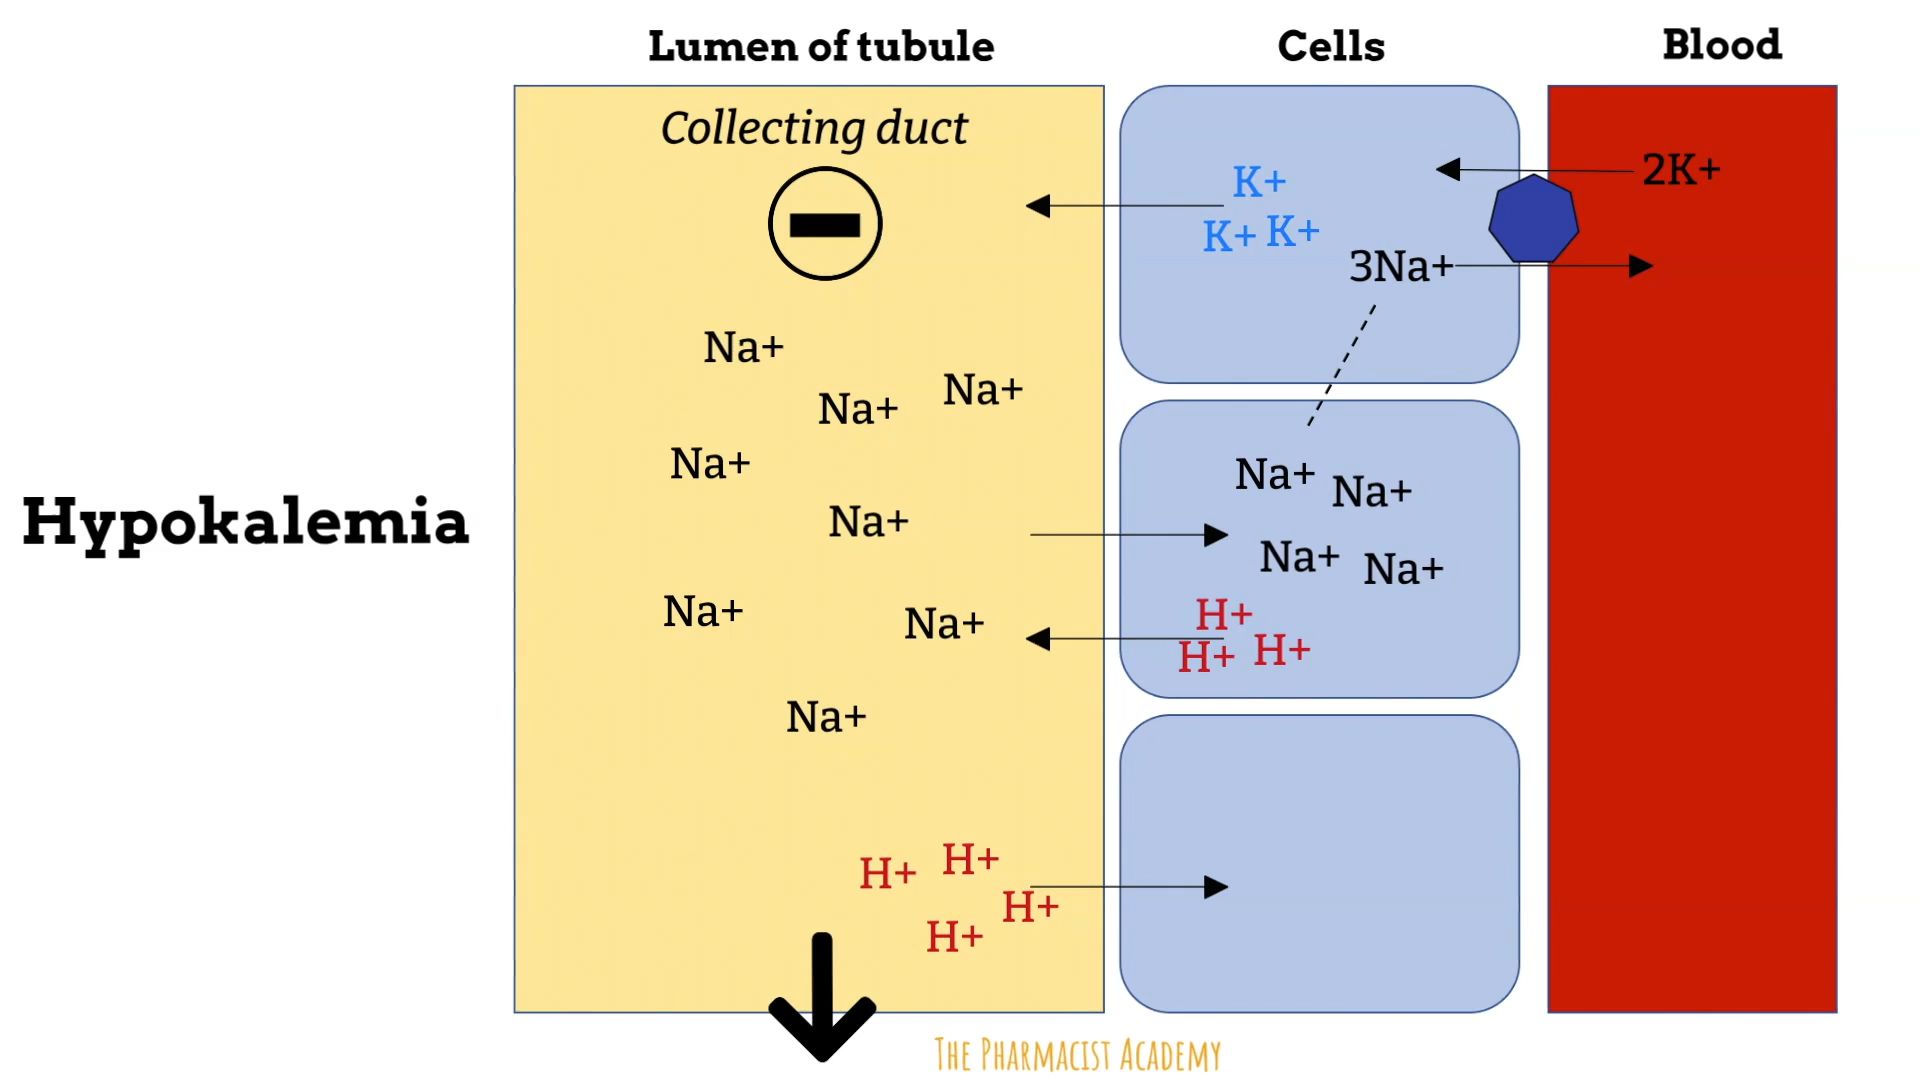 Lumen of tubule
Cells
Blood
Collecting duct
K+
2K+
K+ K+
3Na+
Na+
Na+
Na+
Na+
Na+
Na+
Na+
Hypokalemia
Na+
Na+
Na+
Na+
Na+
H+
H+ H+
Na+
H+
H+
H+
H+
The Pharmacist Academy